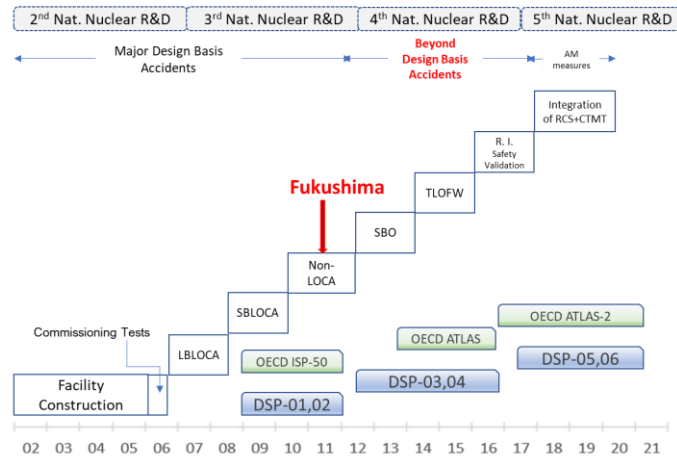 2nd Nat. Nuclear R&D
3rd Nat. Nuclear R&D
4th Nat. Nuclear R&D
5th Nat. Nuclear R&D
Major Design Basis
Accidents
Beyond
Design Basis
Accidents
AM
measures
Integration
of RCS+CTMT
R. I.
Safety
Validation
TLOFW
Fukushima
SBO
Non-
LOCA
SBLOCA
LBLOCA
Commissioning Tests
Facility
Construction
OECD ISP-50
OECD ATLAS
OECD ATLAS-2
DSP-01,02
DSP-03,04
DSP-05,06
02 03 04 05 06 07 08 09 10 11 12 13 14 15 16 17 18 19 20 21